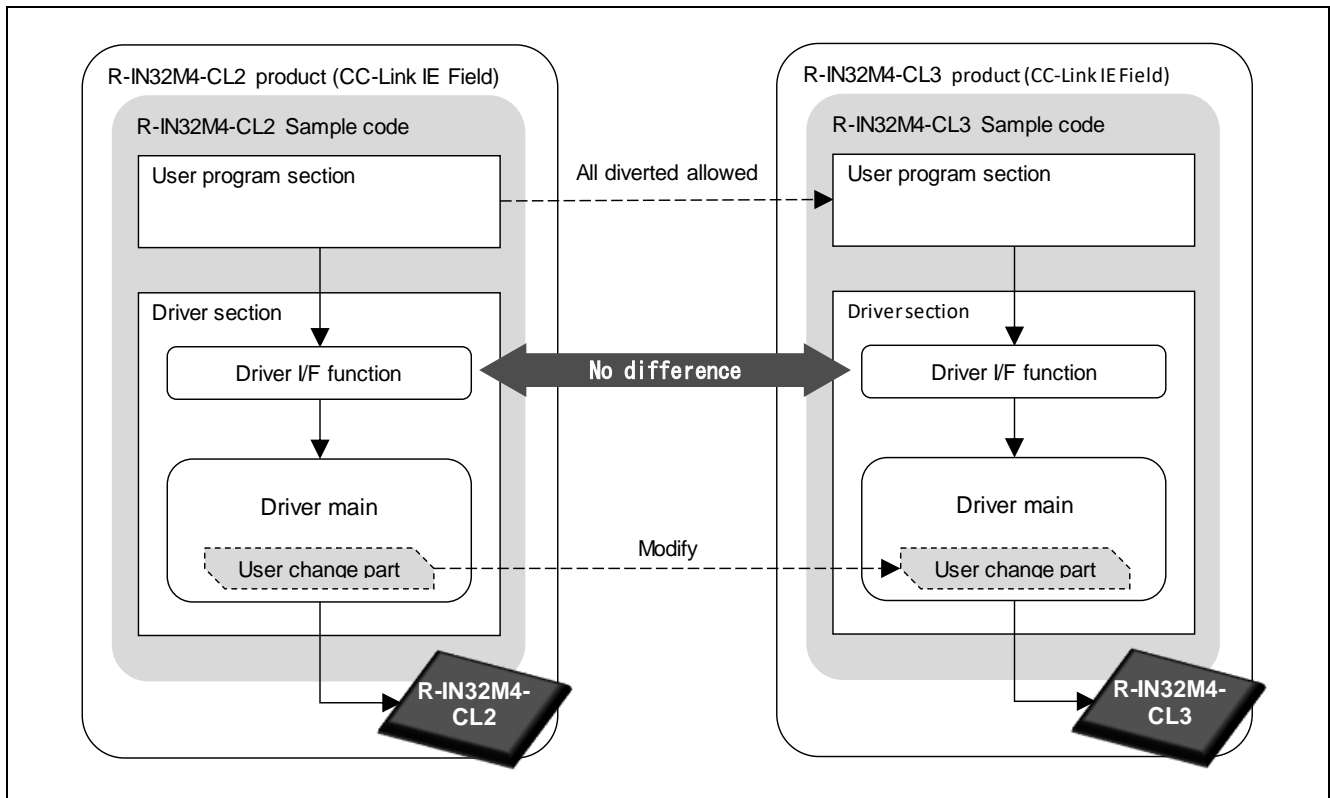 R-IN32M4-CL2 product (CC-Link IE Field)
R-IN32M4-CL2 Sample code
User program section
Driver section
Driver I/F function
Driver main
User change part
R-IN32M4-
CL2
All diverted allowed
No difference
Modify
R-IN32M4-CL3 product (CC-Link IE Field)
R-IN32M4-CL3 Sample code
User program section
Driver section
Driver I/F function
Driver main
User change part
R-IN32M4-
CL3